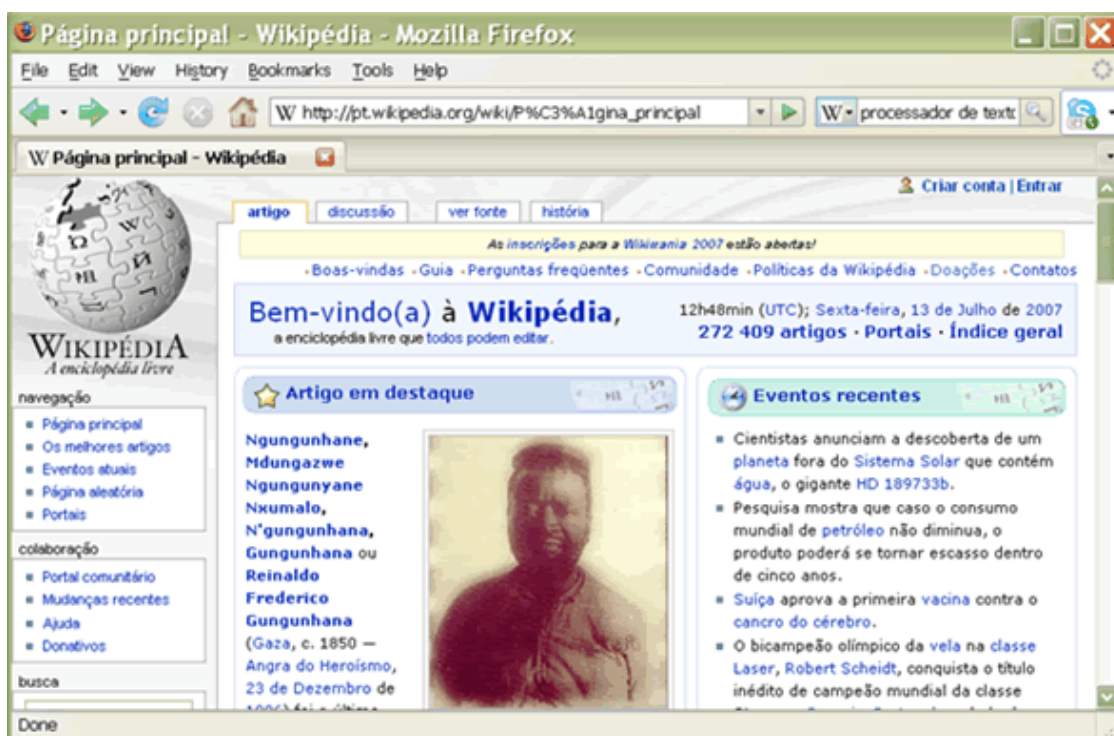 Página principal - Wikipédia - Mozilla Firefox
File Edit View History Bookmarks Tools Help
http://pt.wikipedia.org/wiki/P%C3%A1gina_principal
processador de text
Página principal - Wikipédia
Criar conta | Entrar
artigo discussão ver fonte história
As inscrições para a Wikimania 2007 estão abertas!
Boas-vindas Guia Perguntas freqüentes Comunidade Políticas da Wikipédia Doações Contatos
WIKIPÉDIA
A enciclopédia livre
Bem-vindo(a) à Wikipédia,
a enciclopédia livre que todos podem editar.
12h48min (UTC); Sexta-feira, 13 de Julho de 2007
272 409 artigos · Portais · Índice geral
navegação
Página principal
Os melhores artigos
Eventos atuais
Página aleatória
Portais
colaboração
Portal comunitário
Mudanças recentes
Ajuda
Donativos
busca
Artigo em destaque
Ngungunhane,
Mdungazwe
Ngungunyane
Nxumalo,
N'gungunhana,
Gungunhana ou
Reinaldo
Frederico
Gungunhana
(Gaza, c. 1850 —
Angra do Heroísmo,
23 de Dezembro de
Eventos recentes
Cientistas anunciam a descoberta de um
planeta fora do Sistema Solar que contém
água, o gigante HD 189733b.
Pesquisa mostra que caso o consumo
mundial de petróleo não diminua, o
produto poderá se tornar escasso dentro
de cinco anos.
Suíça aprova a primeira vacina contra o
cancro do cérebro.
O bicampeão olímpico da vela na classe
Laser, Robert Scheidt, conquista o título
inédito de campeão mundial da classe
Done